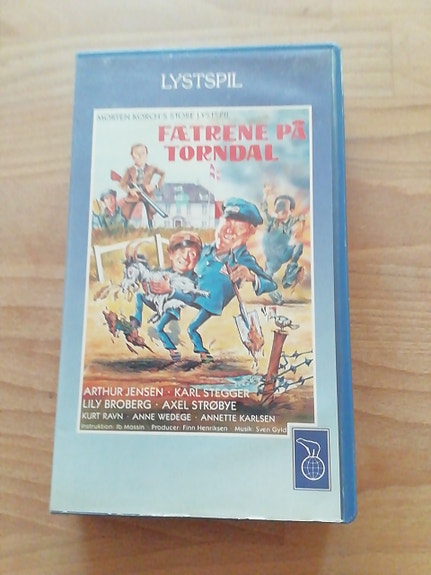 LYSTSPIL
MORTEN KORCH'S STORE LYSTSPIL
FÆTRENE PÅ
TORNDAL
ARTHUR JENSEN · KARL STEGGER
LILY BROBERG · AXEL STRØBYE
KURT RAVN · ANNE WEDEGE · ANNETTE KARLSEN
Instruktion: Ib Mossin · Producer: Finn Henriksen · Musik: Sven Gyldmark